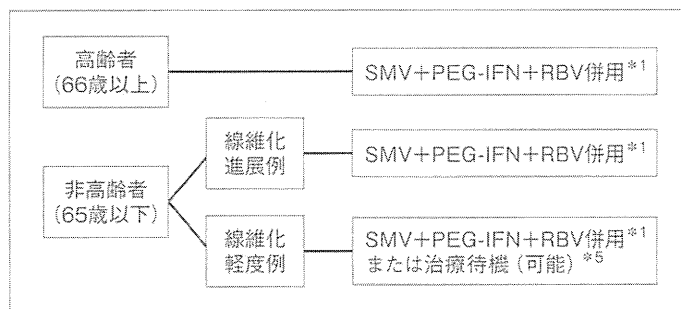 高齢者
(66歳以上)
SMV+PEG-IFN+RBV併用*1
非高齢者
(65歳以下)
線維化
進展例
SMV+PEG-IFN+RBV併用*1
線維化
軽度例
SMV+PEG-IFN+RBV併用*1
または治療待機(可能)*5